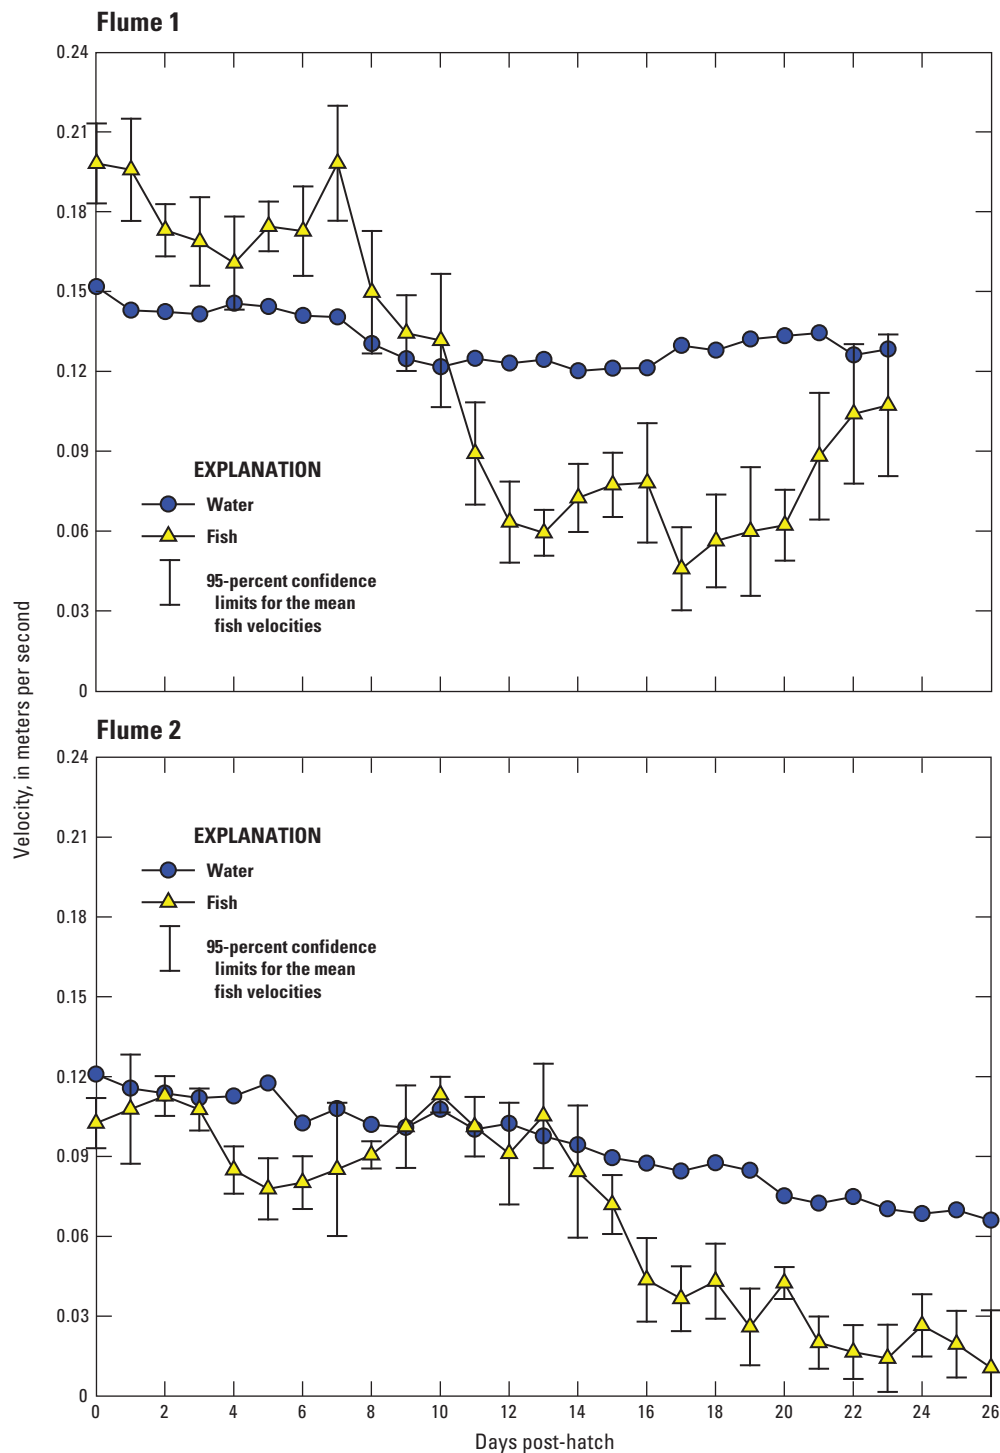 Flume 1
0.24
0.21
0.18
0.15
0.12
0.09
0.06
0.03
0
EXPLANATION
Water
Fish
95-percent confidence
limits for the mean
fish velocities
Velocity, in meters per second
Flume 2
0.24
0.21
0.18
0.15
0.12
0.09
0.06
0.03
0
EXPLANATION
Water
Fish
95-percent confidence
limits for the mean
fish velocities
0 2 4 6 8 10 12 14 16 18 20 22 24 26
Days post-hatch